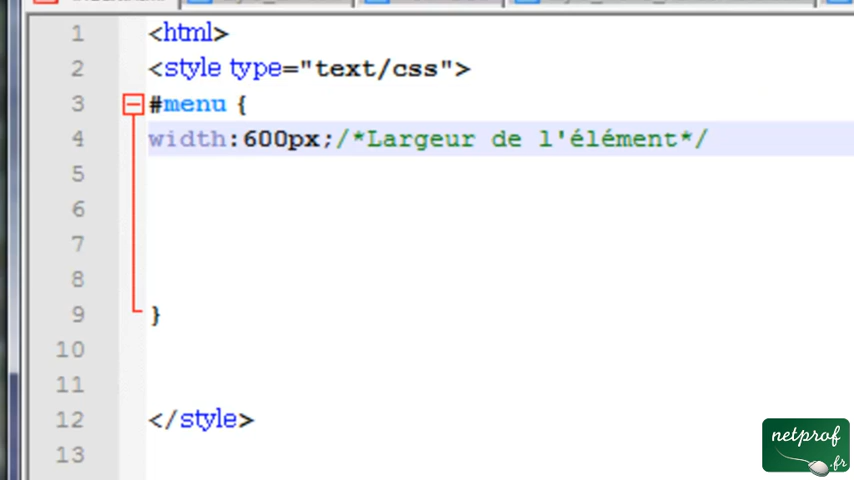 1 <html>
2 <style type="text/css">
3 #menu {
4 width:600px;/*Largeur de l'élément*/
5
6
7
8
9 }
10
11
12 </style>
13
netprof
.fr